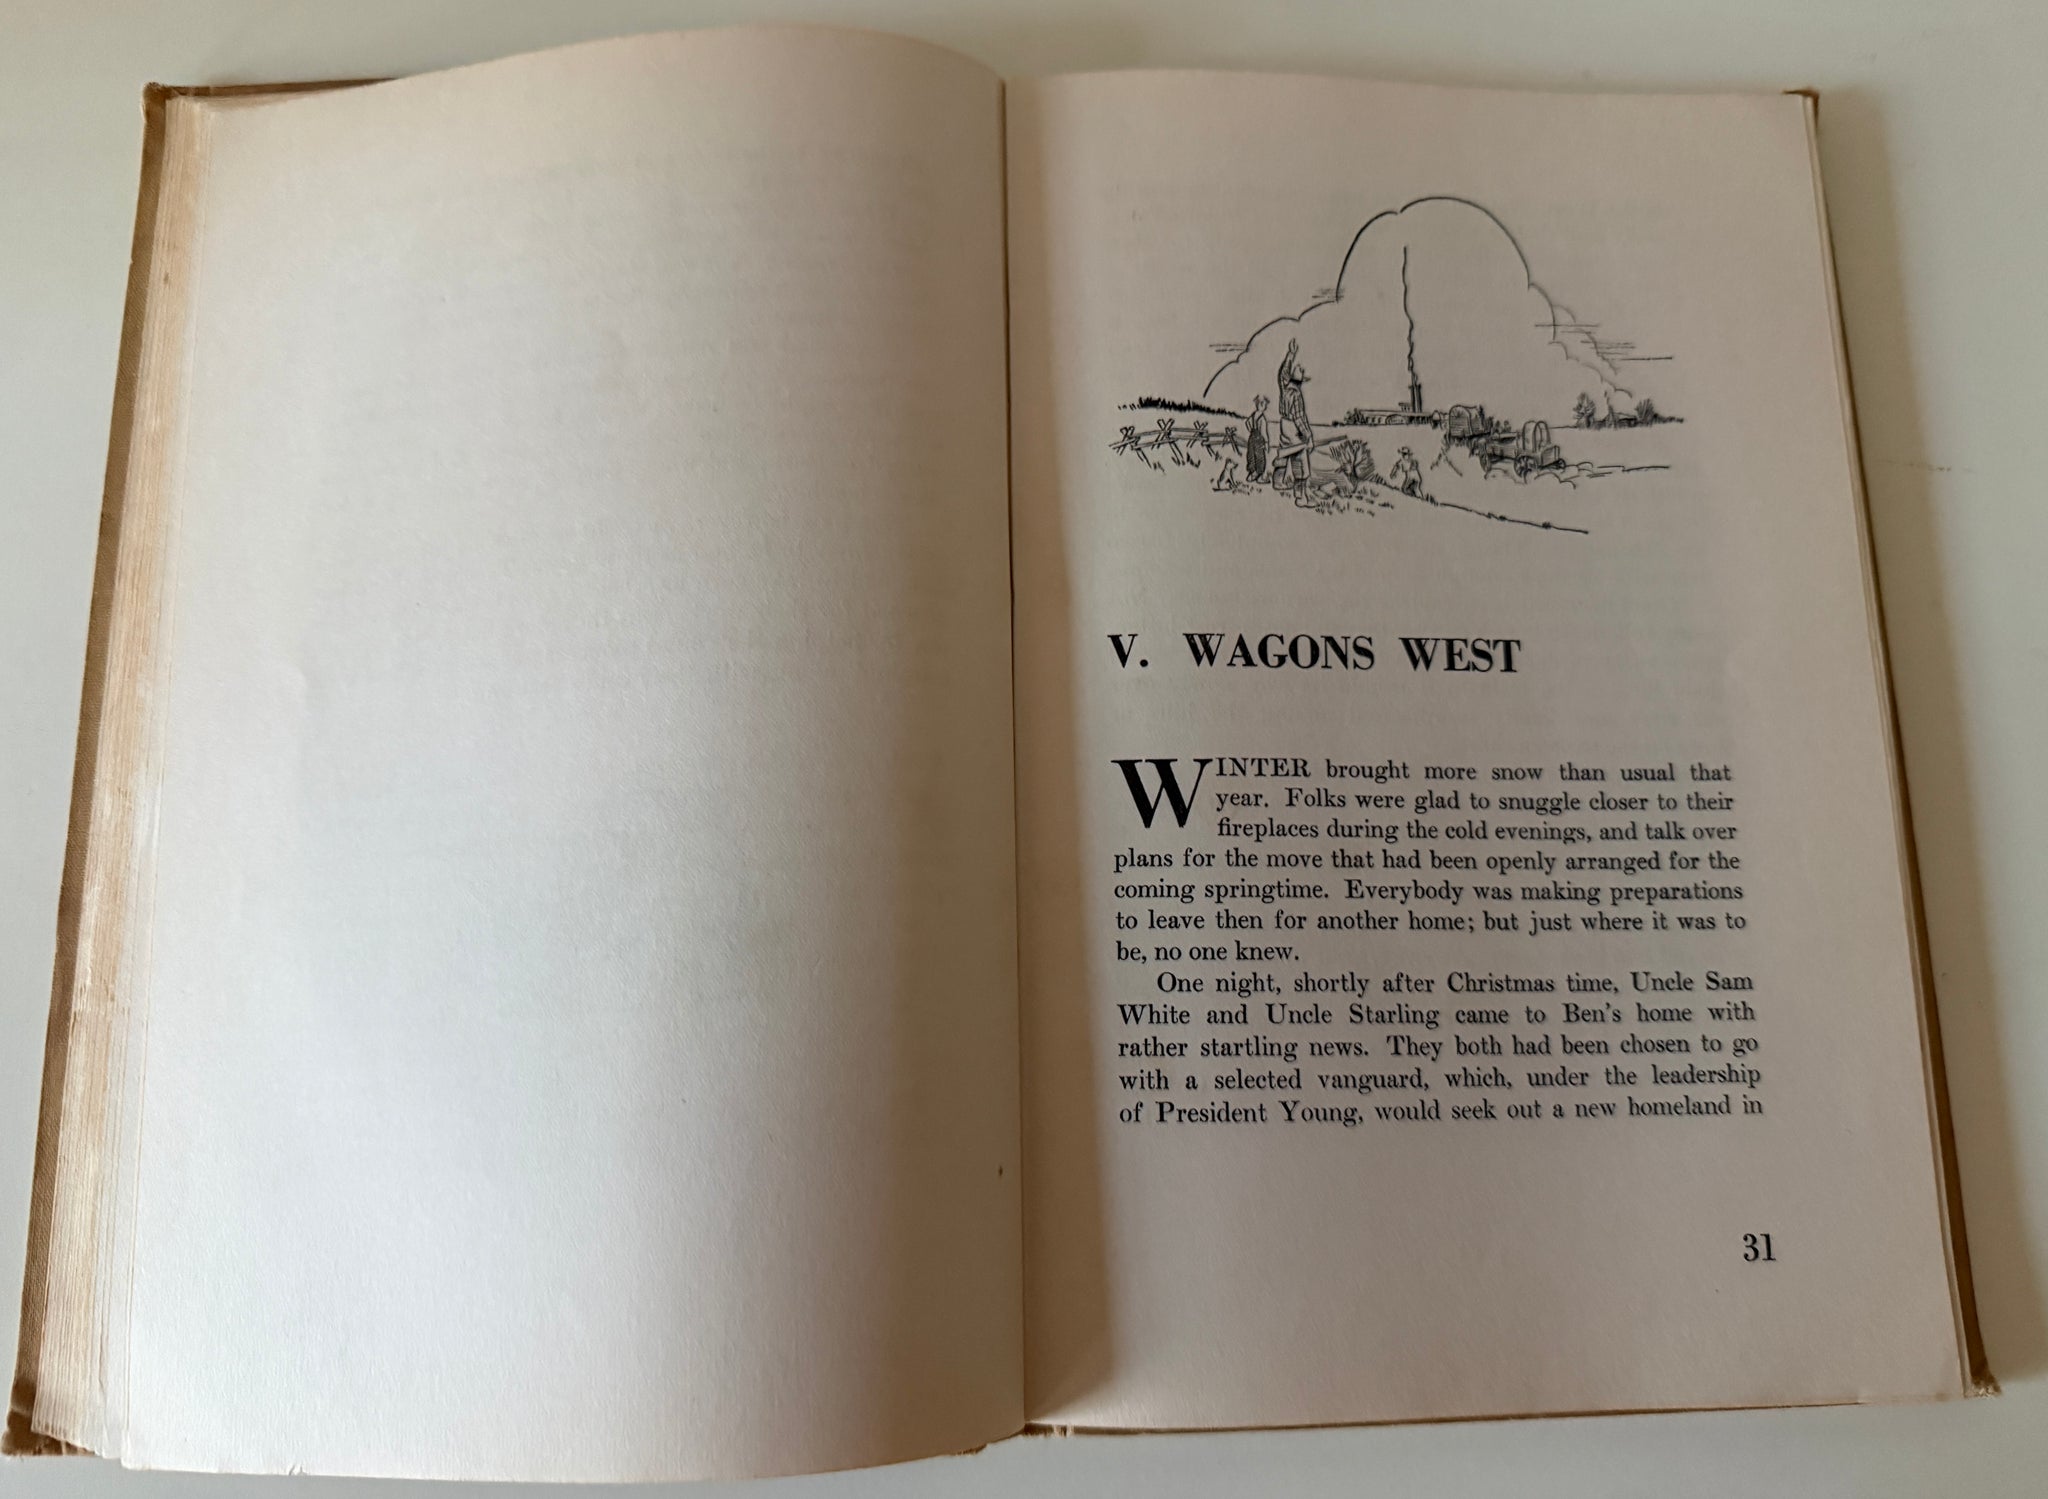 V. WAGONS WEST
WINTER brought more snow than usual that
year. Folks were glad to snuggle closer to their
fireplaces during the cold evenings, and talk over
plans for the move that had been openly arranged for the
coming springtime. Everybody was making preparations
to leave then for another home; but just where it was to
be, no one knew.
One night, shortly after Christmas time, Uncle Sam
White and Uncle Starling came to Ben's home with
rather startling news. They both had been chosen to go
with a selected vanguard, which, under the leadership
of President Young, would seek out a new homeland in
31